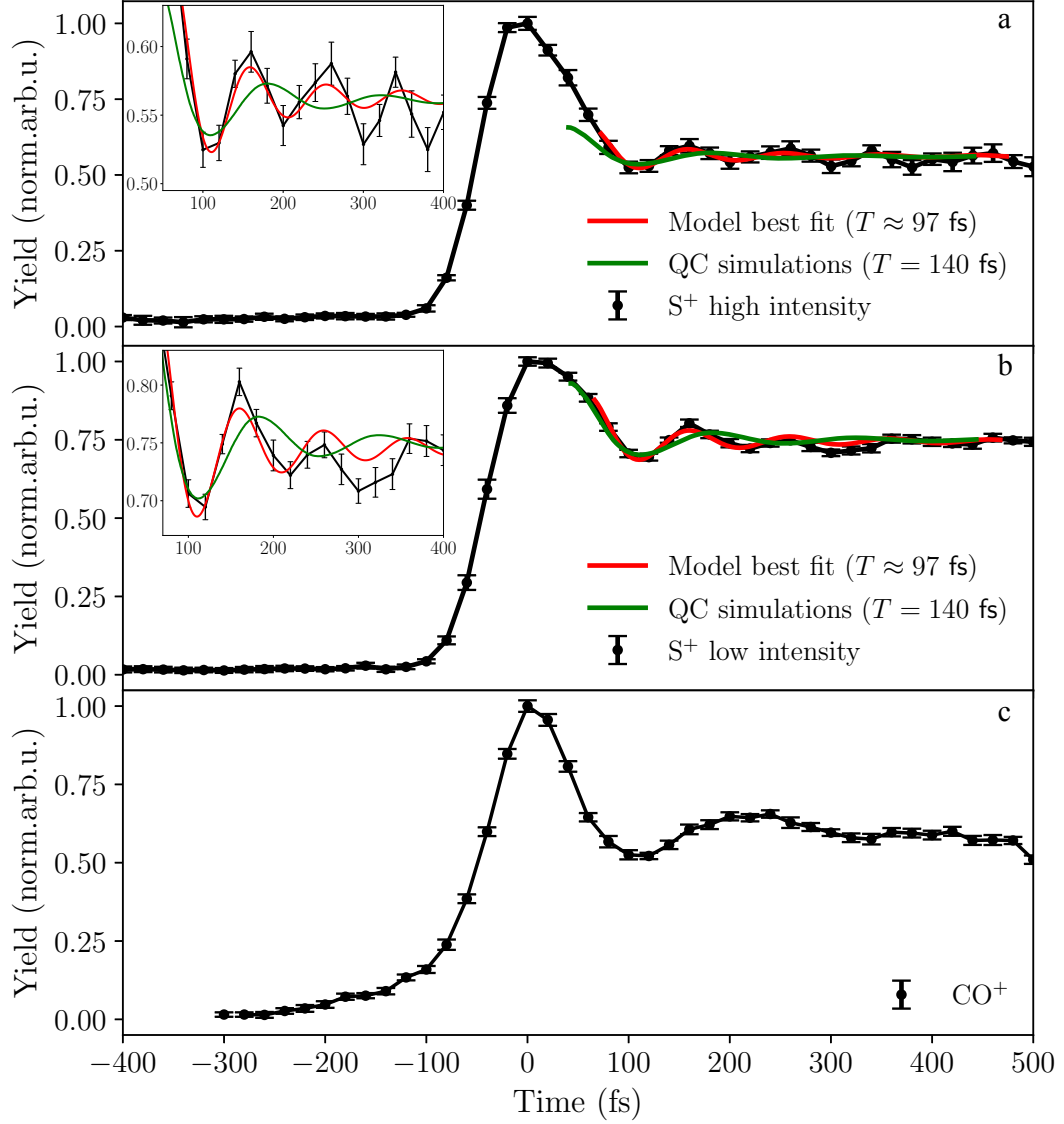 a
Yield (norm.arb.u.)
1.00
0.75
0.50
0.25
0.00
0.60
0.55
0.50
100
200
300
400
Model best fit (T ≈ 97 fs)
QC simulations (T = 140 fs)
S⁺ high intensity
b
Yield (norm.arb.u.)
1.00
0.75
0.50
0.25
0.00
0.80
0.75
0.70
100
200
300
400
Model best fit (T ≈ 97 fs)
QC simulations (T = 140 fs)
S⁺ low intensity
c
Yield (norm.arb.u.)
1.00
0.75
0.50
0.25
0.00
CO⁺
−400 −300 −200 −100 0 100 200 300 400 500
Time (fs)